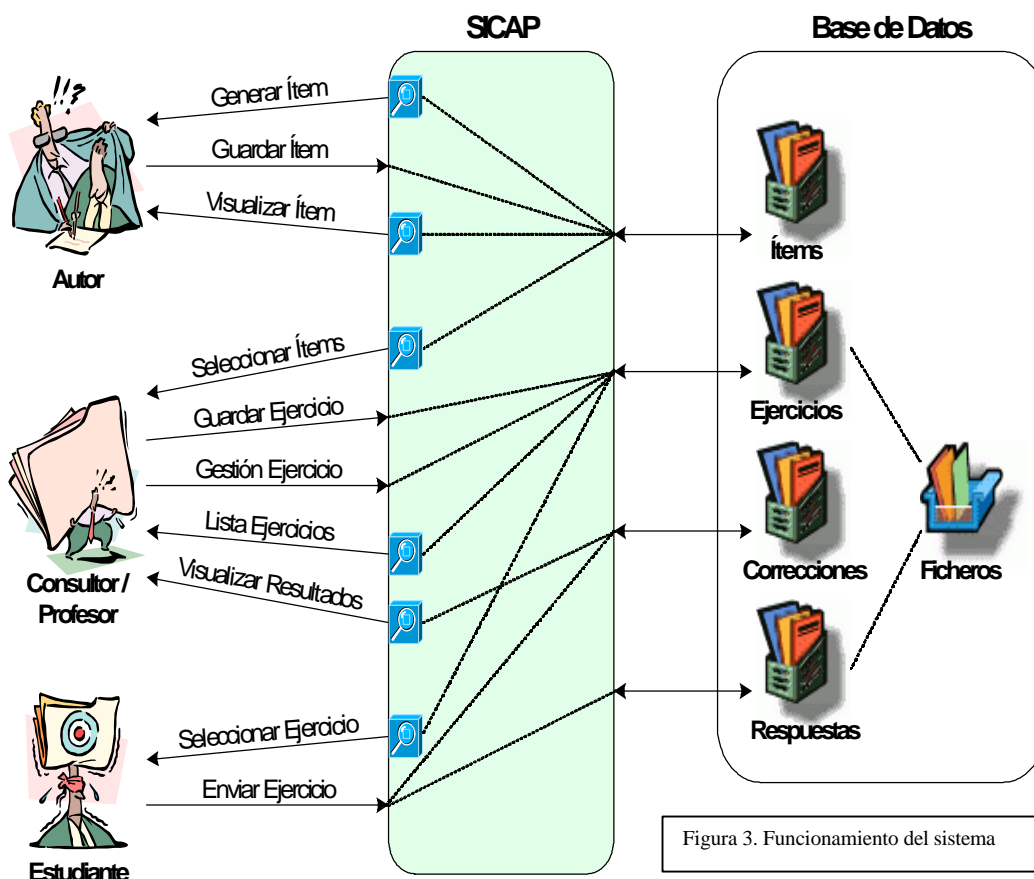 SICAP
Base de Datos
Generar Ítem
Guardar Ítem
Visualizar Ítem
Autor
Ítems
Seleccionar Ítems
Guardar Ejercicio
Gestión Ejercicio
Lista Ejercicios
Visualizar Resultados
Consultor /
Profesor
Ejercicios
Correcciones
Ficheros
Respuestas
Seleccionar Ejercicio
Enviar Ejercicio
Estudiante
Figura 3. Funcionamiento del sistema